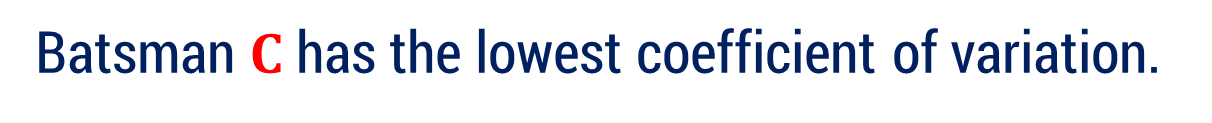 Batsman C has the lowest coefficient of variation.